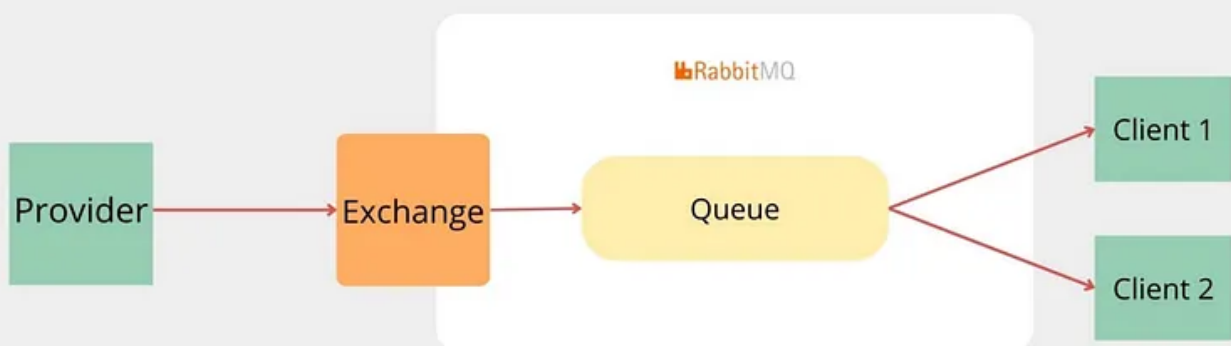 RabbitMQ
Provider
Exchange
Queue
Client 1
Client 2